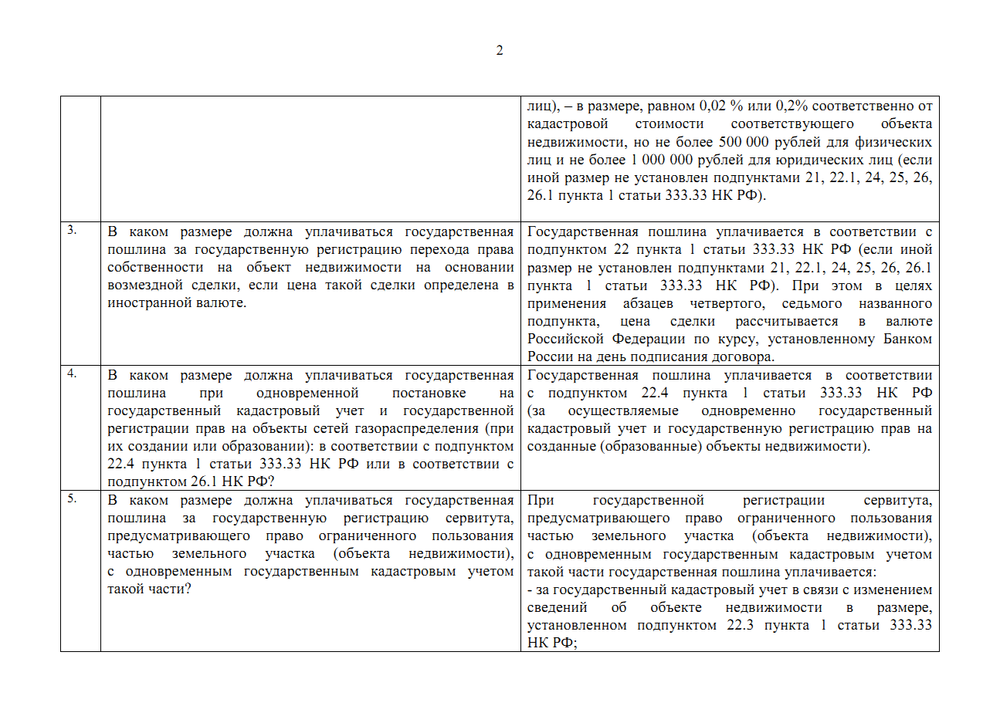 2
лиц), – в размере, равном 0,02 % или 0,2% соответственно от
кадастровой стоимости соответствующего объекта
недвижимости, но не более 500 000 рублей для физических
лиц и не более 1 000 000 рублей для юридических лиц (если
иной размер не установлен подпунктами 21, 22.1, 24, 25, 26,
26.1 пункта 1 статьи 333.33 НК РФ).
3.
В каком размере должна уплачиваться государственная
пошлина за государственную регистрацию перехода права
собственности на объект недвижимости на основании
возмездной сделки, если цена такой сделки определена в
иностранной валюте.
Государственная пошлина уплачивается в соответствии с
подпунктом 22 пункта 1 статьи 333.33 НК РФ (если иной
размер не установлен подпунктами 21, 22.1, 24, 25, 26, 26.1
пункта 1 статьи 333.33 НК РФ). При этом в целях
применения абзацев четвертого, седьмого названного
подпункта, цена сделки рассчитывается в валюте
Российской Федерации по курсу, установленному Банком
России на день подписания договора.
4.
В каком размере должна уплачиваться государственная
пошлина при одновременной постановке на
государственный кадастровый учет и государственной
регистрации прав на объекты сетей газораспределения (при
их создании или образовании): в соответствии с подпунктом
22.4 пункта 1 статьи 333.33 НК РФ или в соответствии с
подпунктом 26.1 НК РФ?
Государственная пошлина уплачивается в соответствии
с подпунктом 22.4 пункта 1 статьи 333.33 НК РФ
(за осуществляемые одновременно государственный
кадастровый учет и государственную регистрацию прав на
созданные (образованные) объекты недвижимости).
5.
В каком размере должна уплачиваться государственная
пошлина за государственную регистрацию сервитута,
предусматривающего право ограниченного пользования
частью земельного участка (объекта недвижимости),
с одновременным государственным кадастровым учетом
такой части?
При государственной регистрации сервитута,
предусматривающего право ограниченного пользования
частью земельного участка (объекта недвижимости),
с одновременным государственным кадастровым учетом
такой части государственная пошлина уплачивается:
- за государственный кадастровый учет в связи с изменением
сведений об объекте недвижимости в размере,
установленном подпунктом 22.3 пункта 1 статьи 333.33
НК РФ;